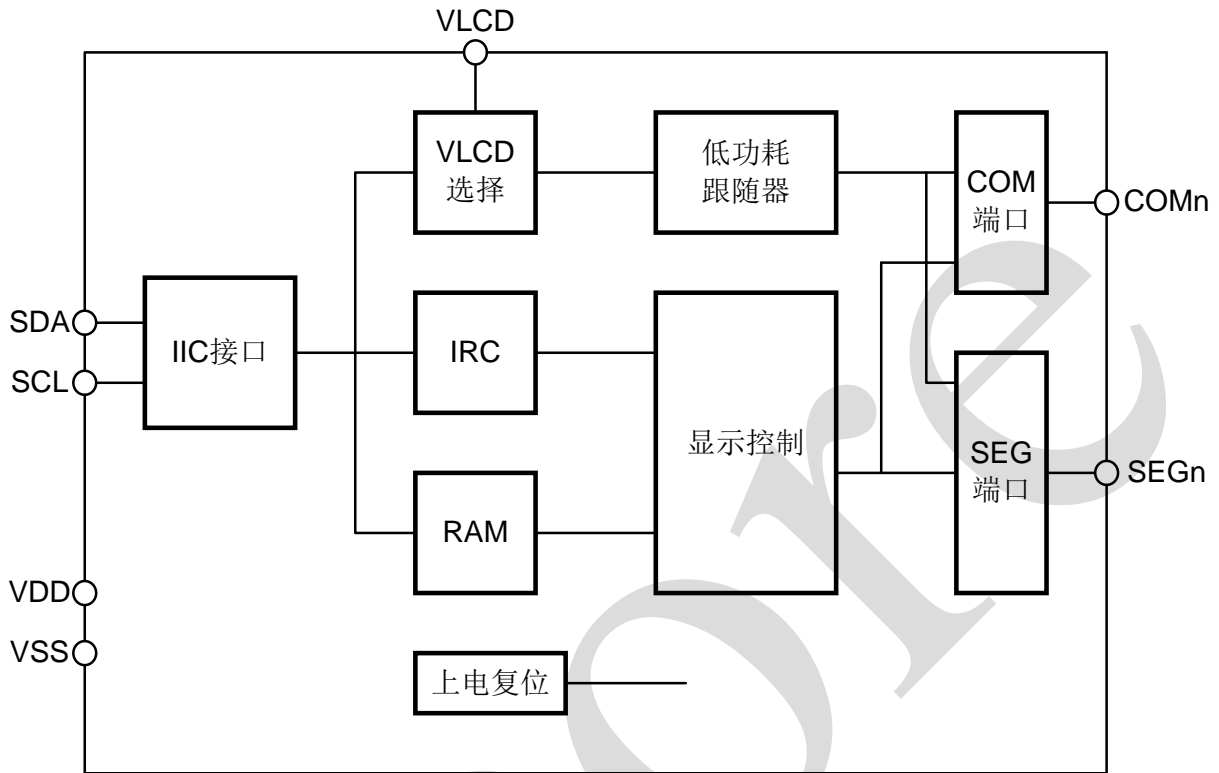 VLCD
VLCD
选择
低功耗
跟随器
COM
端口
COMn
SDA
SCL
IIC接口
IRC
显示控制
SEG
端口
SEGn
RAM
VDD
VSS
上电复位
ore